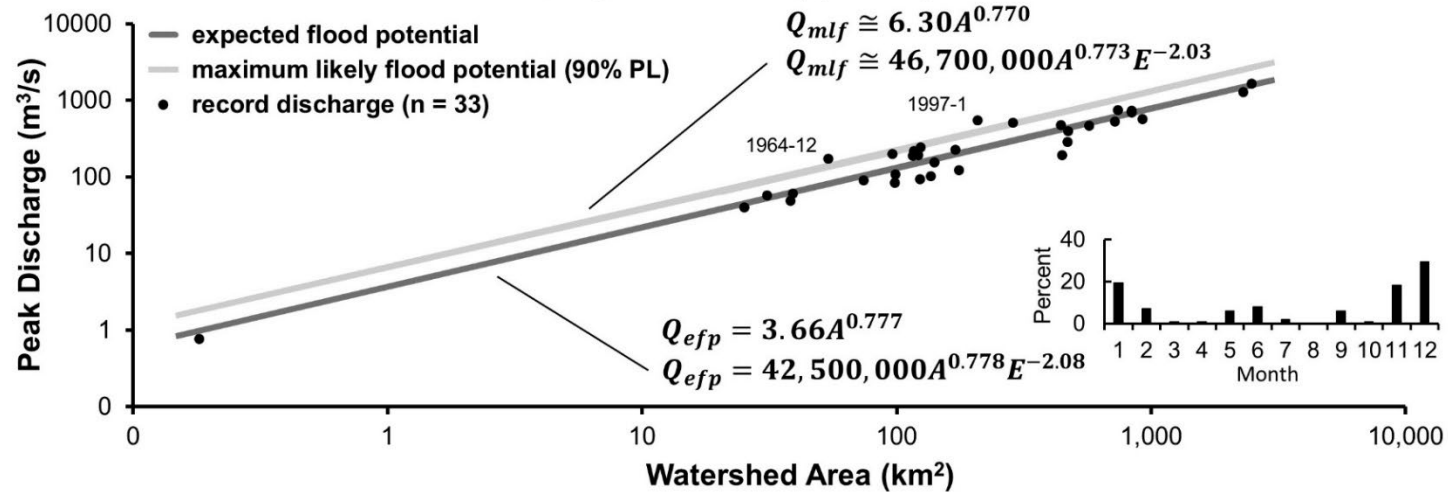 10000
1000
100
10
1
0
Peak Discharge (m³/s)
expected flood potential
maximum likely flood potential (90% PL)
record discharge (n = 33)
Q_mlf ≅ 6.30A^0.770
Q_mlf ≅ 46,700,000A^0.773 E^−2.03
1964-12
1997-1
Q_efp = 3.66A^0.777
Q_efp = 42,500,000A^0.778 E^−2.08
40
20
0
Percent
1 2 3 4 5 6 7 8 9 10 11 12
Month
0 1 10 100 1,000 10,000
Watershed Area (km²)